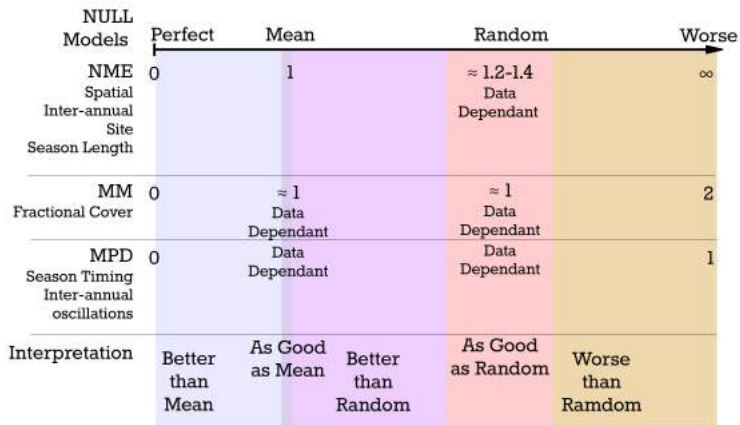 NULL
Models
Perfect Mean Random Worse
NME 0 1 ≈ 1.2-1.4 ∞
Spatial Data
Inter-annual Dependant
Site
Season Length
MM 0 ≈ 1 ≈ 1 2
Fractional Cover Data Data
Dependant Dependant
MPD 0 Data Data 1
Season Timing Dependant Dependant
Inter-annual
oscillations
Interpretation
Better
than
Mean
As Good
as Mean
Better
than
Random
As Good
as Random
Worse
than
Ramdom